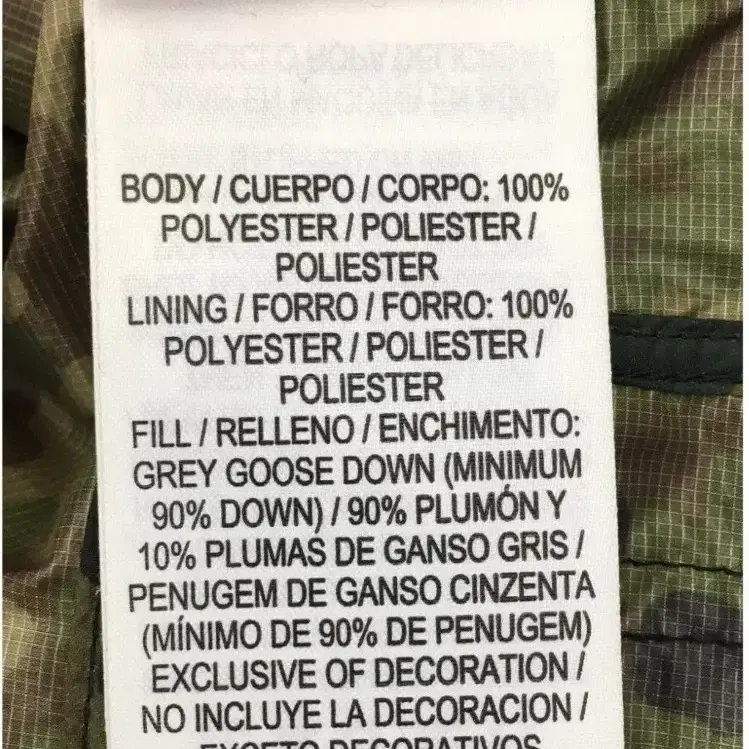 BODY / CUERPO / CORPO: 100%
POLYESTER / POLIESTER /
POLIESTER
LINING / FORRO / FORRO: 100%
POLYESTER / POLIESTER /
POLIESTER
FILL / RELLENO / ENCHIMENTO:
GREY GOOSE DOWN (MINIMUM
90% DOWN) / 90% PLUMÓN Y
10% PLUMAS DE GANSO GRIS /
PENUGEM DE GANSO CINZENTA
(MÍNIMO DE 90% DE PENUGEM)
EXCLUSIVE OF DECORATION /
NO INCLUYE LA DECORACION /
EXCETO DECORATIVOS